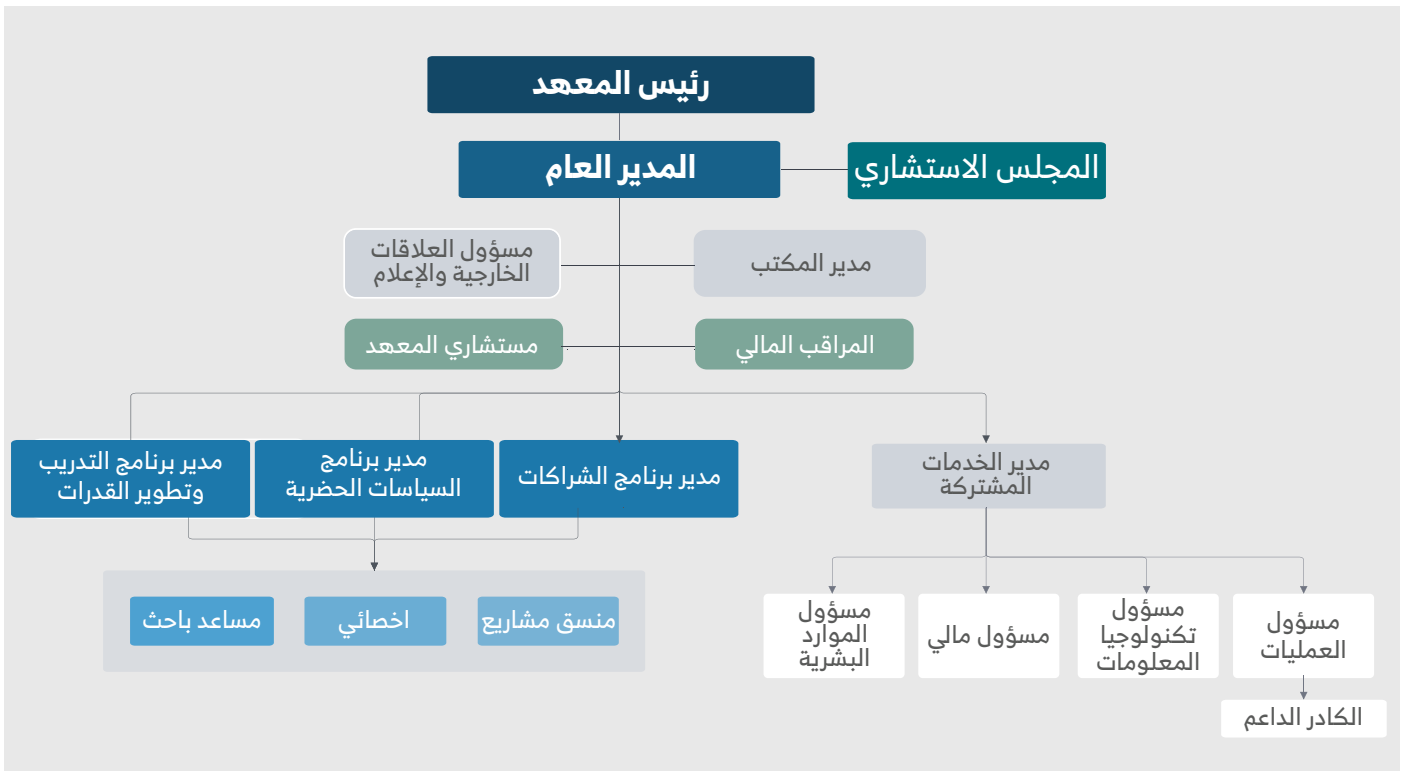 رئيس المعهد
المدير العام
المجلس الاستشاري
مدير المكتب
مسؤول العلاقات
الخارجية والإعلام
المراقب المالي
مستشاري المعهد
مدير الخدمات
المشتركة
مدير برنامج الشراكات
مدير برنامج
السياسات الحضرية
مدير برنامج التدريب
وتطوير القدرات
مسؤول
العمليات
مسؤول
تكنولوجيا
المعلومات
مسؤول مالي
مسؤول
الموارد
البشرية
منسق مشاريع
اخصائي
مساعد باحث
الكادر الداعم